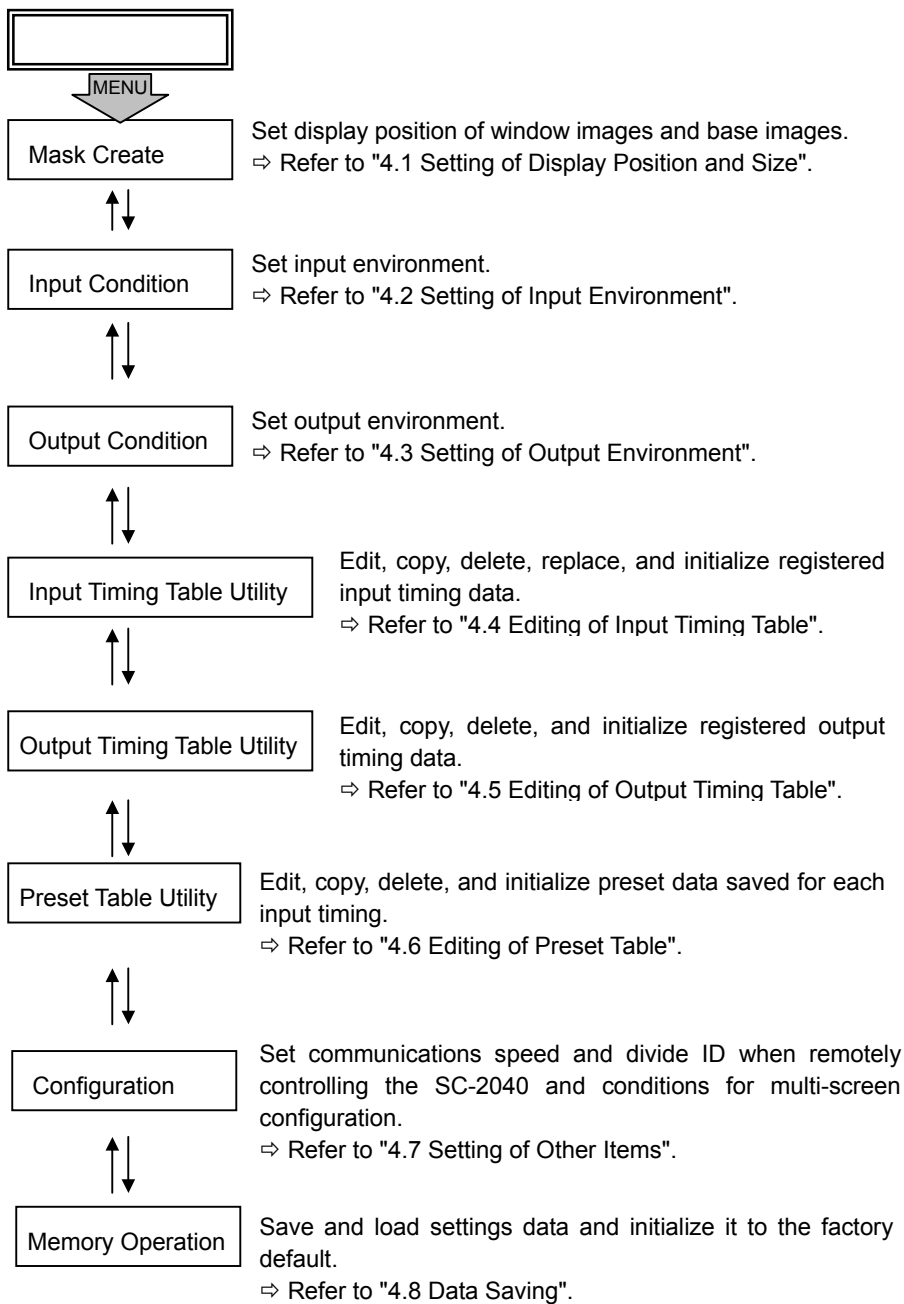 MENU
Mask Create
Set display position of window images and base images.
⇨ Refer to "4.1 Setting of Display Position and Size".
Input Condition
Set input environment.
⇨ Refer to "4.2 Setting of Input Environment".
Output Condition
Set output environment.
⇨ Refer to "4.3 Setting of Output Environment".
Input Timing Table Utility
Edit, copy, delete, replace, and initialize registered
input timing data.
⇨ Refer to "4.4 Editing of Input Timing Table".
Output Timing Table Utility
Edit, copy, delete, and initialize registered output
timing data.
⇨ Refer to "4.5 Editing of Output Timing Table".
Preset Table Utility
Edit, copy, delete, and initialize preset data saved for each
input timing.
⇨ Refer to "4.6 Editing of Preset Table".
Configuration
Set communications speed and divide ID when remotely
controlling the SC-2040 and conditions for multi-screen
configuration.
⇨ Refer to "4.7 Setting of Other Items".
Memory Operation
Save and load settings data and initialize it to the factory
default.
⇨ Refer to "4.8 Data Saving".